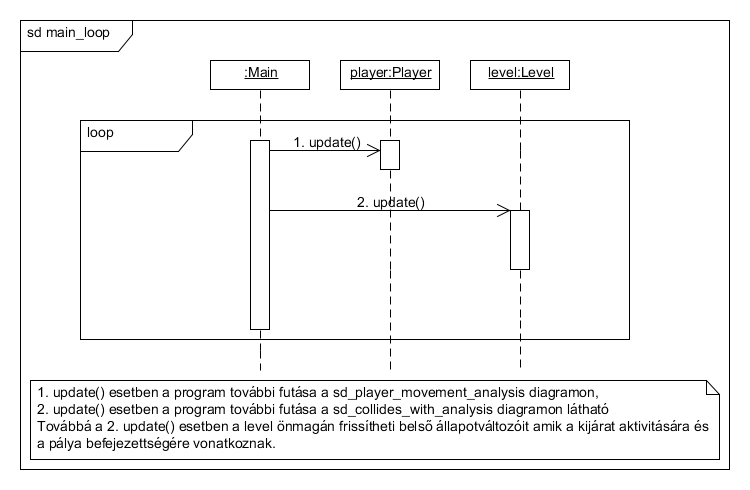 sd main_loop
:Main
player:Player
level:Level
loop
1. update()
2. update()
1. update() esetben a program további futása a sd_player_movement_analysis diagramon,
2. update() esetben a program további futása a sd_collides_with_analysis diagramon látható
Továbbá a 2. update() esetben a level önmagán frissítheti belső állapotváltozóit amik a kijárat aktivitására és
a pálya befejezettségére vonatkoznak.